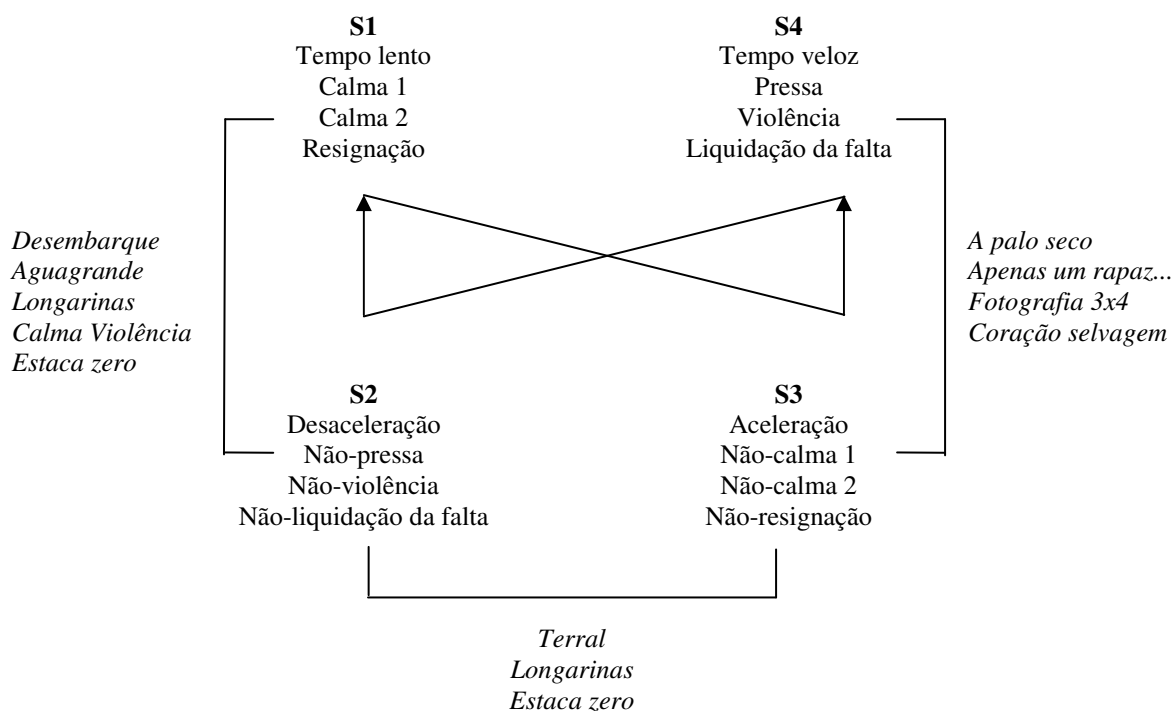 S1
Tempo lento
Calma 1
Calma 2
Resignação
S4
Tempo veloz
Pressa
Violência
Liquidação da falta
Desembarque
Aguagrande
Longarinas
Calma Violência
Estaca zero
A palo seco
Apenas um rapaz...
Fotografia 3x4
Coração selvagem
S2
Desaceleração
Não-pressa
Não-violência
Não-liquidação da falta
S3
Aceleração
Não-calma 1
Não-calma 2
Não-resignação
Terral
Longarinas
Estaca zero